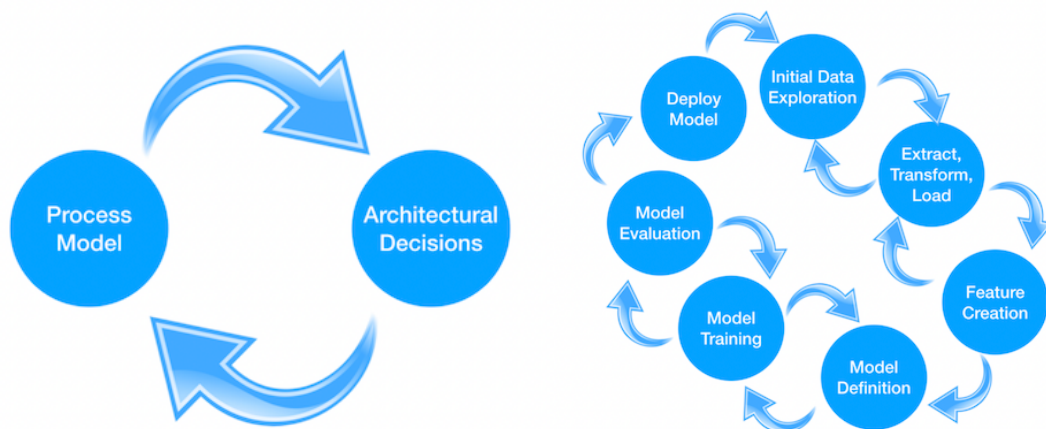 Process
Model
Architectural
Decisions
Deploy
Model
Initial Data
Exploration
Extract,
Transform,
Load
Feature
Creation
Model
Definition
Model
Training
Model
Evaluation